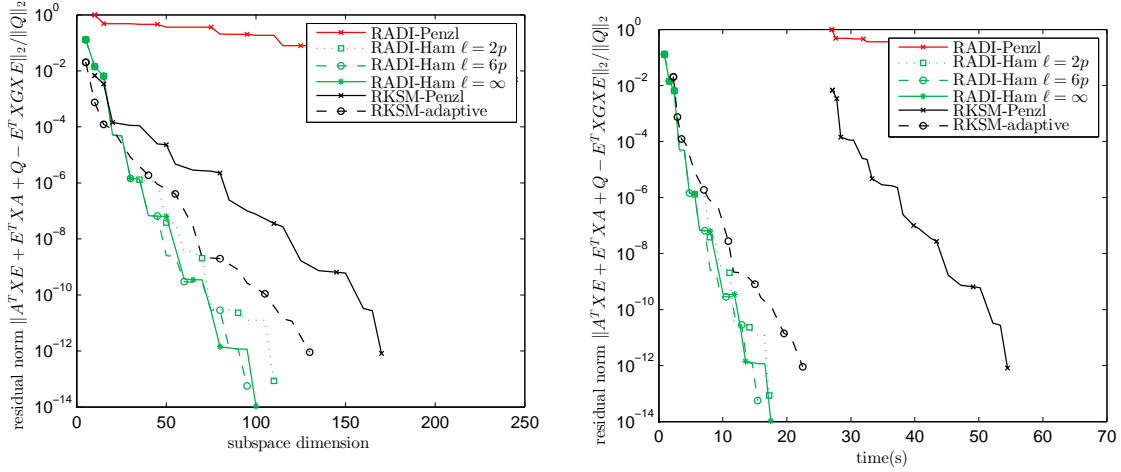 residual norm ||A^T XE + E^T XA + Q − E^T XGXE||_2/||Q||_2
10^0
10^−2
10^−4
10^−6
10^−8
10^−10
10^−12
10^−14
0 50 100 150 200 250
subspace dimension
RADI-Penzl
RADI-Ham ℓ = 2p
RADI-Ham ℓ = 6p
RADI-Ham ℓ = ∞
RKSM-Penzl
RKSM-adaptive
residual norm ||A^T XE + E^T XA + Q − E^T XGXE||_2/||Q||_2
10^0
10^−2
10^−4
10^−6
10^−8
10^−10
10^−12
10^−14
0 10 20 30 40 50 60 70
time(s)
RADI-Penzl
RADI-Ham ℓ = 2p
RADI-Ham ℓ = 6p
RADI-Ham ℓ = ∞
RKSM-Penzl
RKSM-adaptive